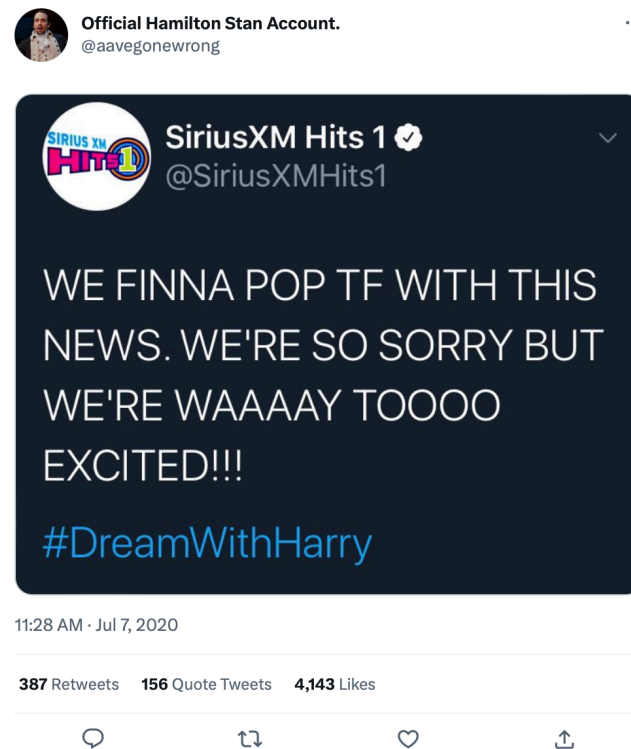 Official Hamilton Stan Account.
@aavegonewrong
SIRIUS XM
HITS 1
SiriusXM Hits 1
@SiriusXMHits1
WE FINNA POP TF WITH THIS
NEWS. WE'RE SO SORRY BUT
WE'RE WAAAAY TOOOO
EXCITED!!!
#DreamWithHarry
11:28 AM · Jul 7, 2020
387 Retweets 156 Quote Tweets 4,143 Likes